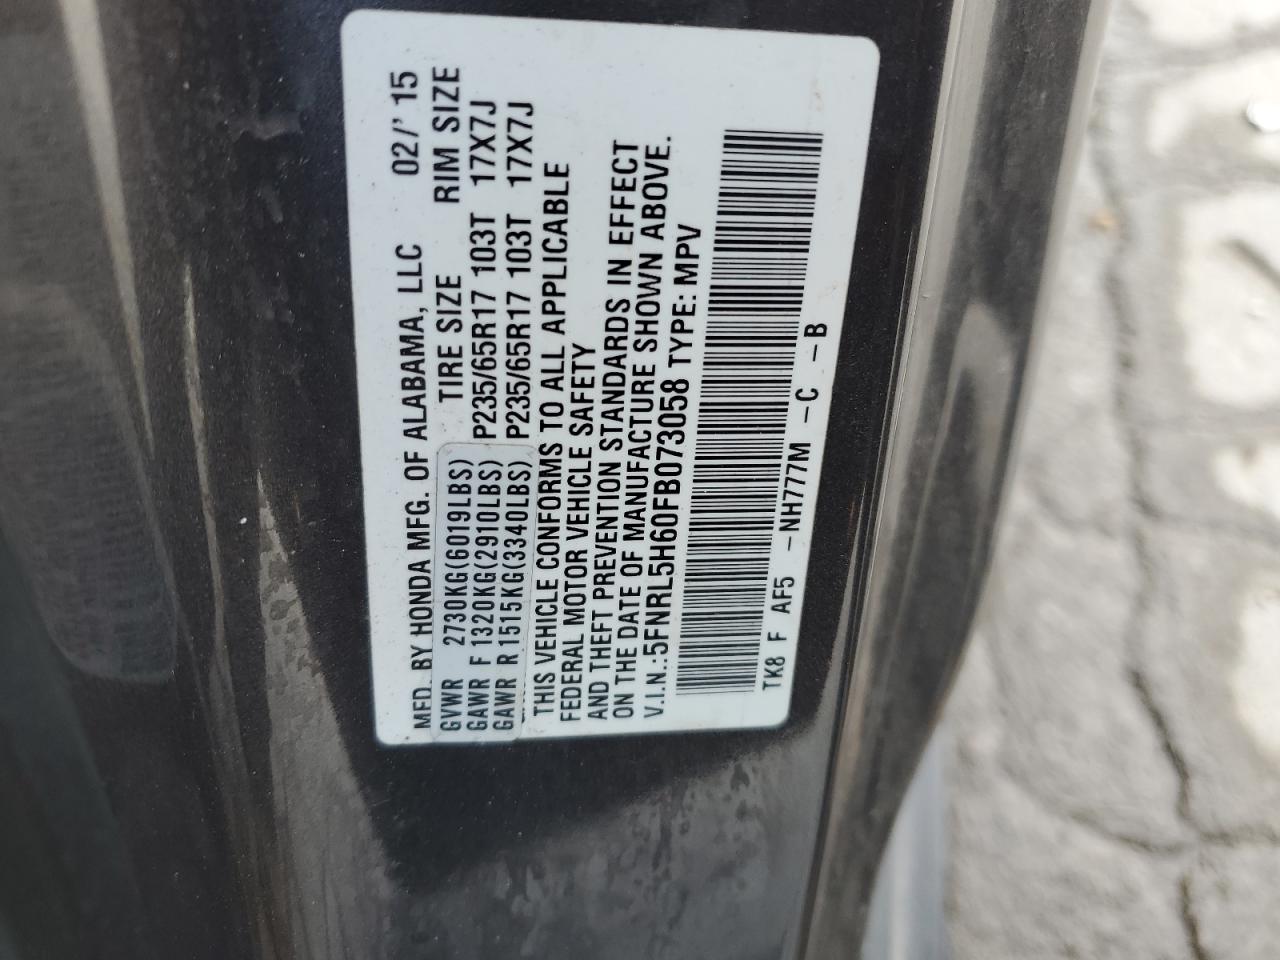 MFD. BY HONDA MFG. OF ALABAMA, LLC 02/' 15
GVWR 2730KG(6019LBS) TIRE SIZE RIM SIZE
GAWR F 1320KG(2910LBS) P235/65R17 103T 17X7J
GAWR R 1515KG(3340LBS) P235/65R17 103T 17X7J
THIS VEHICLE CONFORMS TO ALL APPLICABLE
FEDERAL MOTOR VEHICLE SAFETY
AND THEFT PREVENTION STANDARDS IN EFFECT
ON THE DATE OF MANUFACTURE SHOWN ABOVE.
V.I.N.:5FNRL5H60FB073058 TYPE: MPV
TK8 F AF5 -NH777M -C -B